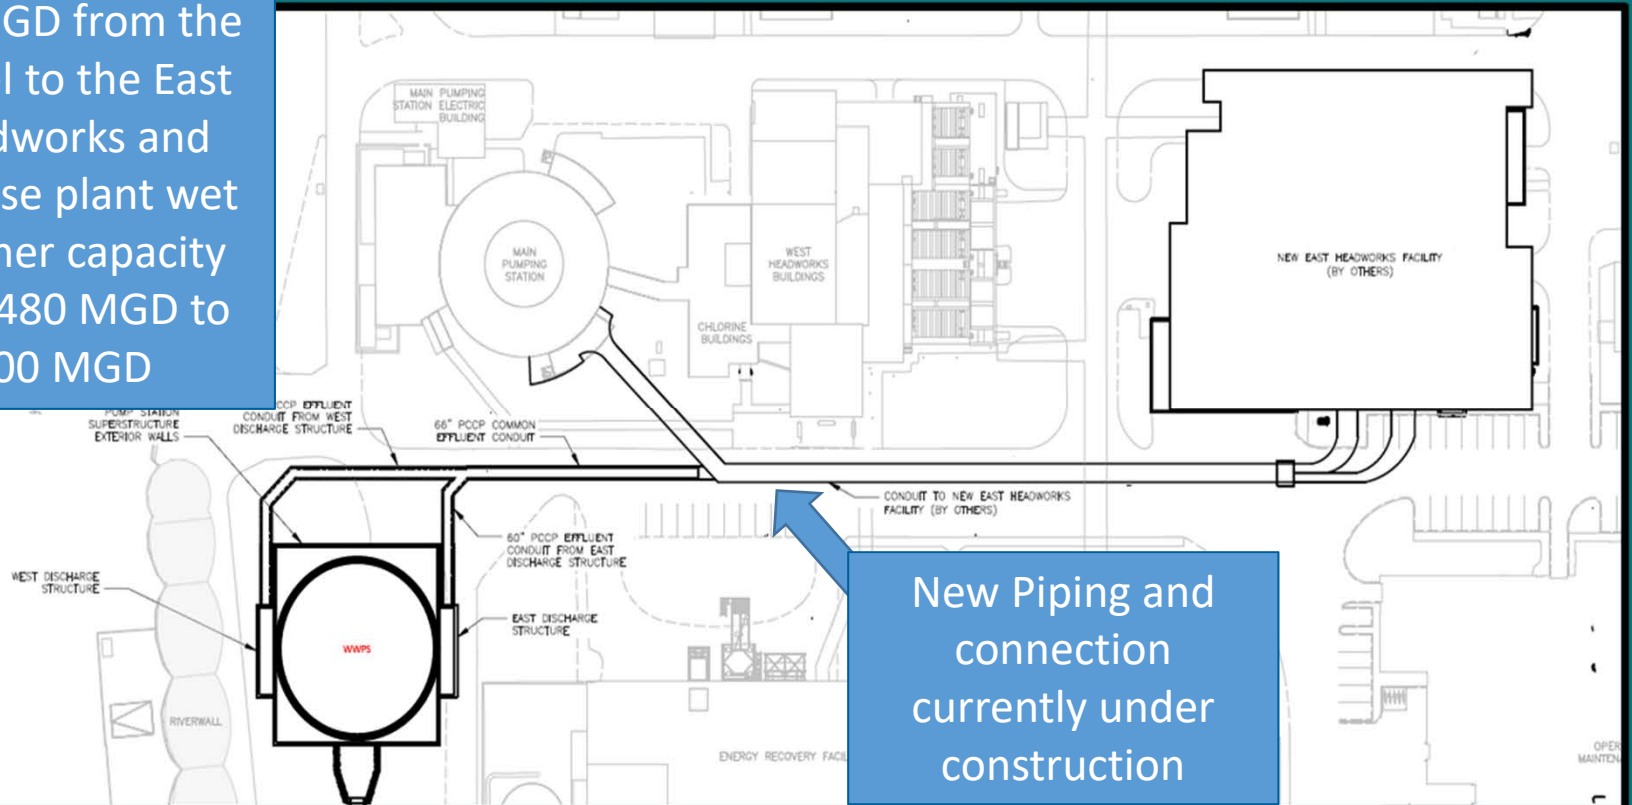 GD from the
l to the East
dworks and
se plant wet
her capacity
480 MGD to
00 MGD
MAIN PUMPING
STATION ELECTRIC
BUILDING
MAIN
PUMPING
STATION
WEST
HEADWORKS
BUILDINGS
CHLORINE
BUILDINGS
NEW EAST HEADWORKS FACILITY
(BY OTHERS)
PUMP STATION
SUPERSTRUCTURE
EXTERIOR WALLS
CCP EFFLUENT
CONDUIT FROM WEST
DISCHARGE STRUCTURE
66" PCCP COMMON
EFFLUENT CONDUIT
CONDUIT TO NEW EAST HEADWORKS
FACILITY (BY OTHERS)
60" PCCP EFFLUENT
CONDUIT FROM EAST
DISCHARGE STRUCTURE
WEST DISCHARGE
STRUCTURE
EAST DISCHARGE
STRUCTURE
WWPS
RIVERWALL
ENERGY RECOVERY FACIL
New Piping and
connection
currently under
construction
OPER
MAINTEN